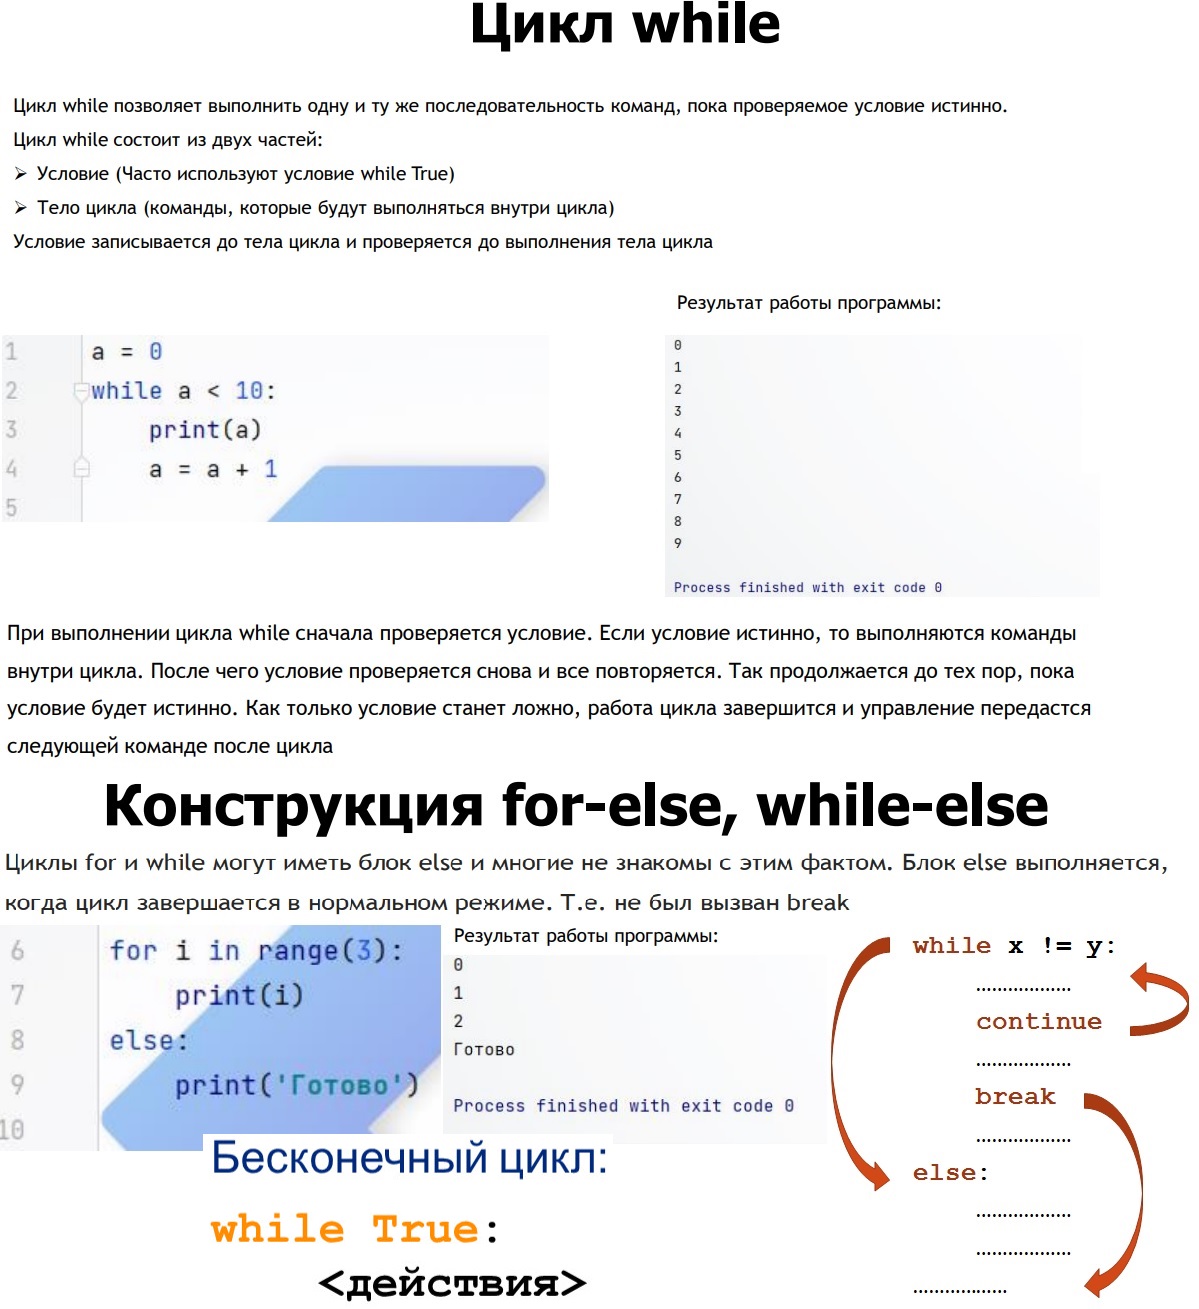 Цикл while
Цикл while позволяет выполнить одну и ту же последовательность команд, пока проверяемое условие истинно.
Цикл while состоит из двух частей:
➢ Условие (Часто используют условие while True)
➢ Тело цикла (команды, которые будут выполняться внутри цикла)
Условие записывается до тела цикла и проверяется до выполнения тела цикла
1 a = 0
2 while a < 10:
3     print(a)
4     a = a + 1
5
Результат работы программы:
0
1
2
3
4
5
6
7
8
9
Process finished with exit code 0
При выполнении цикла while сначала проверяется условие. Если условие истинно, то выполняются команды
внутри цикла. После чего условие проверяется снова и все повторяется. Так продолжается до тех пор, пока
условие будет истинно. Как только условие станет ложно, работа цикла завершится и управление передастся
следующей команде после цикла
Конструкция for-else, while-else
Циклы for и while могут иметь блок else и многие не знакомы с этим фактом. Блок else выполняется,
когда цикл завершается в нормальном режиме. Т.е. не был вызван break
6 for i in range(3):
7     print(i)
8 else:
9     print('Готово')
10
Результат работы программы:
0
1
2
Готово
Process finished with exit code 0
while x != y:
..................
continue
..................
break
..................
else:
..................
..................
..................
Бесконечный цикл:
while True:
<действия>